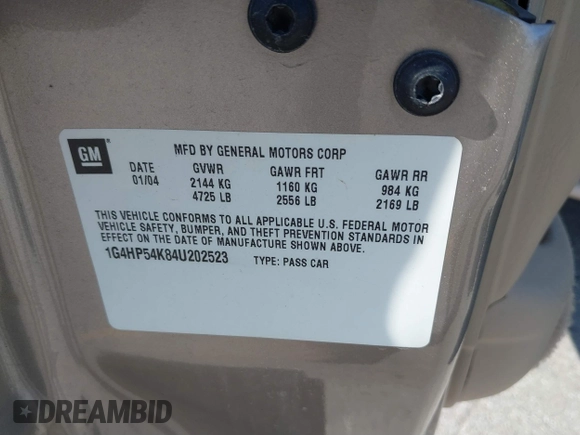 GM
MFD BY GENERAL MOTORS CORP
DATE GVWR GAWR FRT GAWR RR
01/04 2144 KG 1160 KG 984 KG
4725 LB 2556 LB 2169 LB
THIS VEHICLE CONFORMS TO ALL APPLICABLE U.S. FEDERAL MOTOR
VEHICLE SAFETY, BUMPER, AND THEFT PREVENTION STANDARDS IN
EFFECT ON THE DATE OF MANUFACTURE SHOWN ABOVE.
1G4HP54K84U202523 TYPE: PASS CAR
DREAMBID